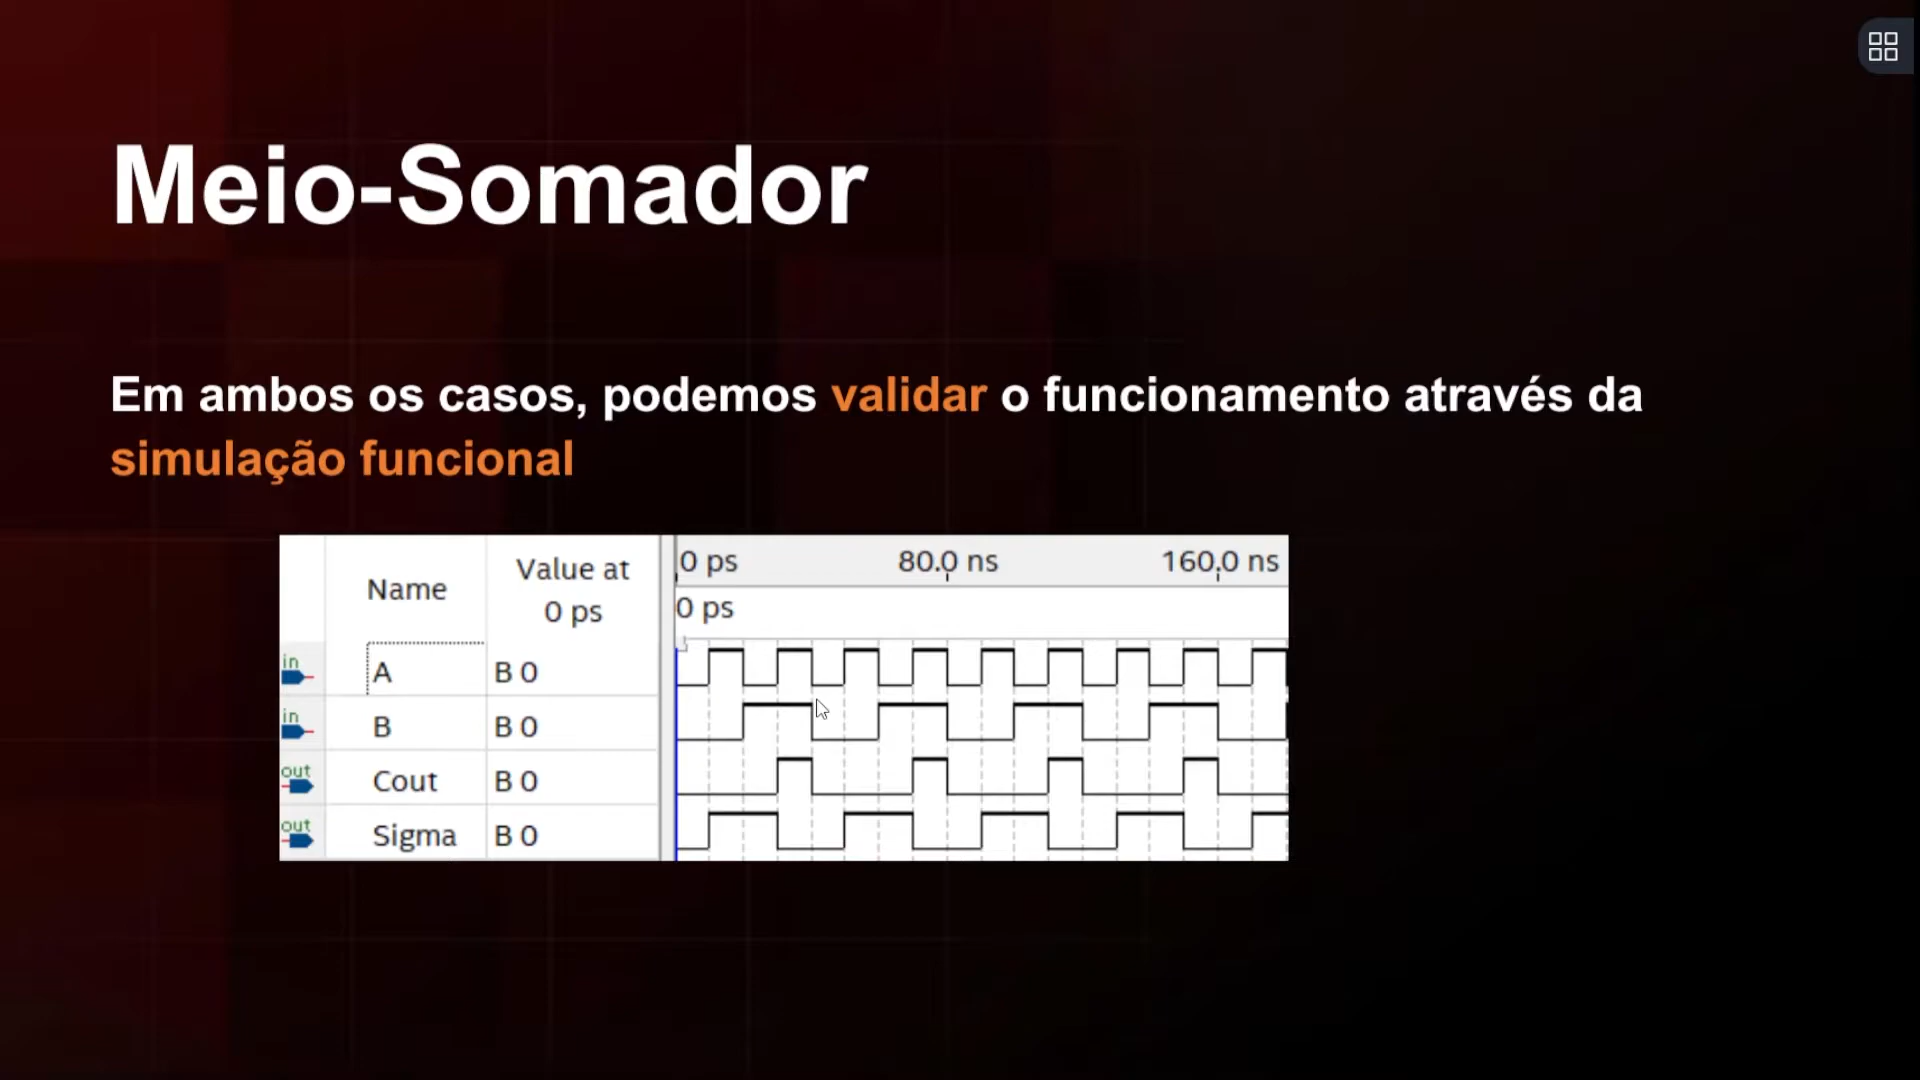 Meio-Somador
Em ambos os casos, podemos validar o funcionamento através da
simulação funcional
Name
Value at
0 ps
0 ps 80.0 ns 160.0 ns
0 ps
in A B 0
in B B 0
out Cout B 0
out Sigma B 0